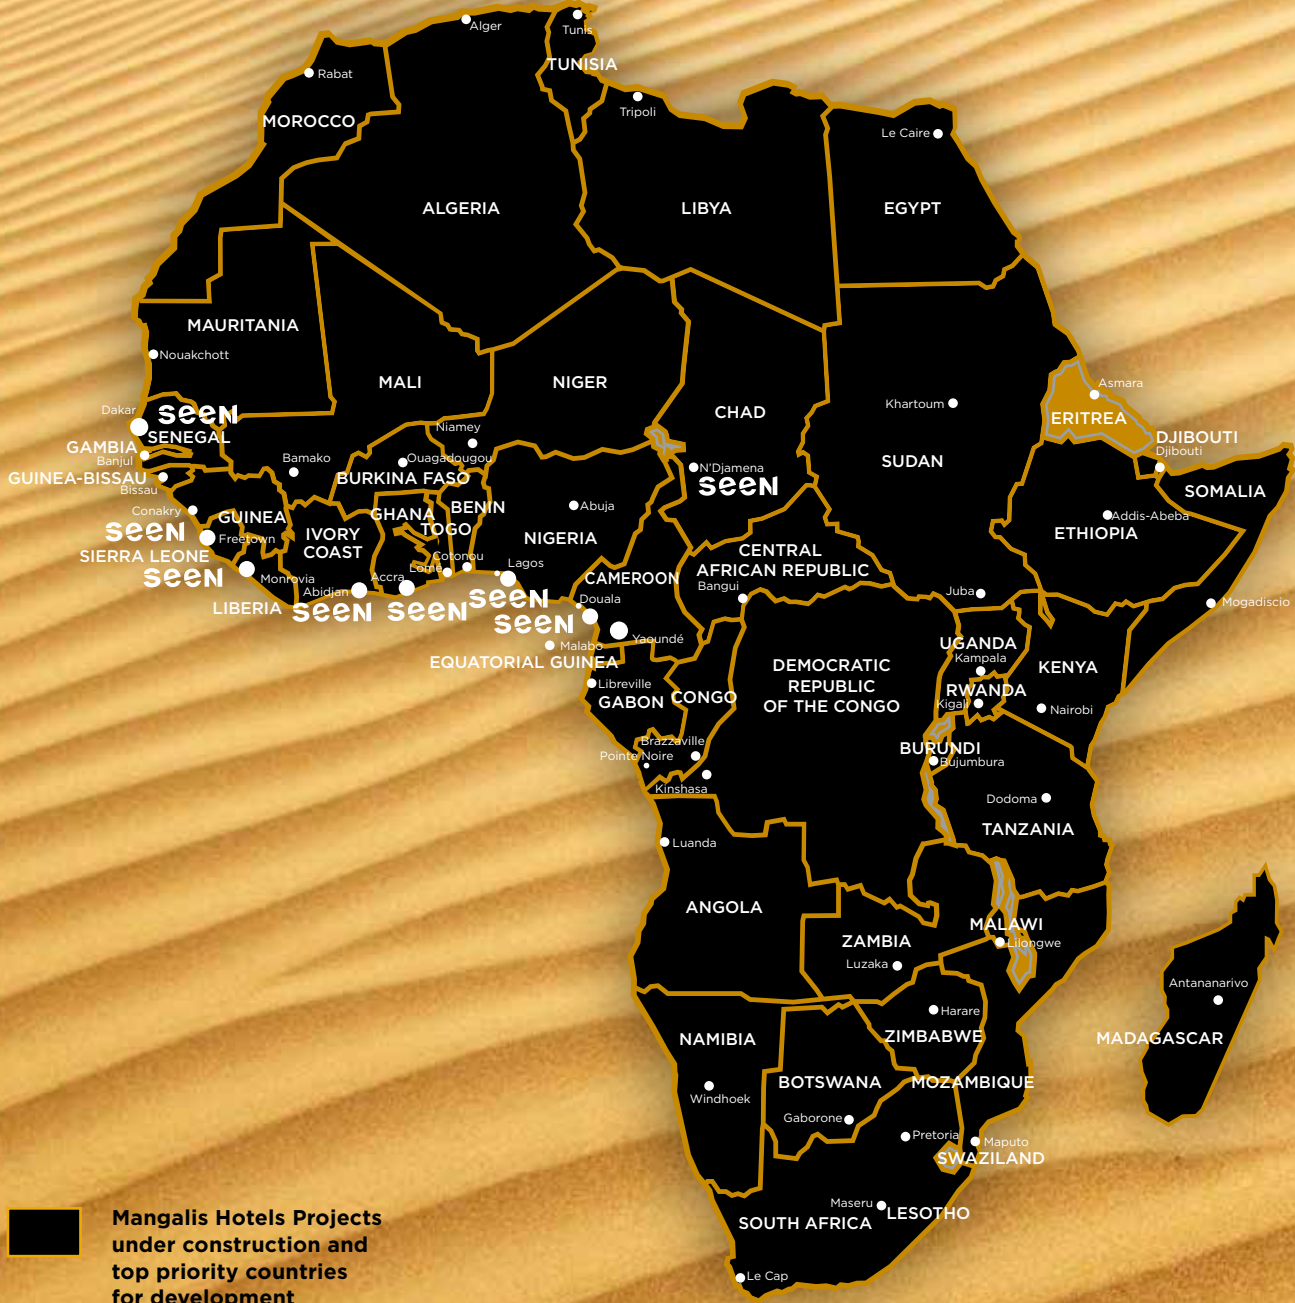 Alger
Tunis
TUNISIA
Rabat
Tripoli
MOROCCO
Le Caire
ALGERIA
LIBYA
EGYPT
MAURITANIA
Nouakchott
MALI
NIGER
CHAD
Khartoum
Asmara
ERITREA
Dakar
seen
SENEGAL
GAMBIA
Banjul
GUINEA-BISSAU
Bissau
Bamako
Niamey
Ouagadougou
BURKINA FASO
N'Djamena
seen
SUDAN
DJIBOUTI
Djibouti
SOMALIA
Addis-Abeba
ETHIOPIA
Conakry
GUINEA
seen
Freetown
SIERRA LEONE
seen
Monrovia
LIBERIA
IVORY
COAST
Abidjan
seen
GHANA
TOGO
BENIN
Accra
Lome
Cotonou
seen
Abuja
NIGERIA
Lagos
seen
seen
Douala
CAMEROON
Yaoundé
CENTRAL
AFRICAN REPUBLIC
Bangui
Juba
Mogadiscio
Malabo
EQUATORIAL GUINEA
Libreville
GABON
CONGO
DEMOCRATIC
REPUBLIC
OF THE CONGO
UGANDA
Kampala
KENYA
RWANDA
Kigali
Nairobi
Brazzaville
Pointe Noire
Kinshasa
BURUNDI
Bujumbura
Dodoma
TANZANIA
Luanda
ANGOLA
ZAMBIA
Luzaka
MALAWI
Lilongwe
Antananarivo
MADAGASCAR
Harare
ZIMBABWE
NAMIBIA
Windhoek
BOTSWANA
Gaborone
MOZAMBIQUE
Pretoria
Maputo
SWAZILAND
Maseru
LESOTHO
SOUTH AFRICA
Le Cap
Mangalis Hotels Projects
under construction and
top priority countries
for development